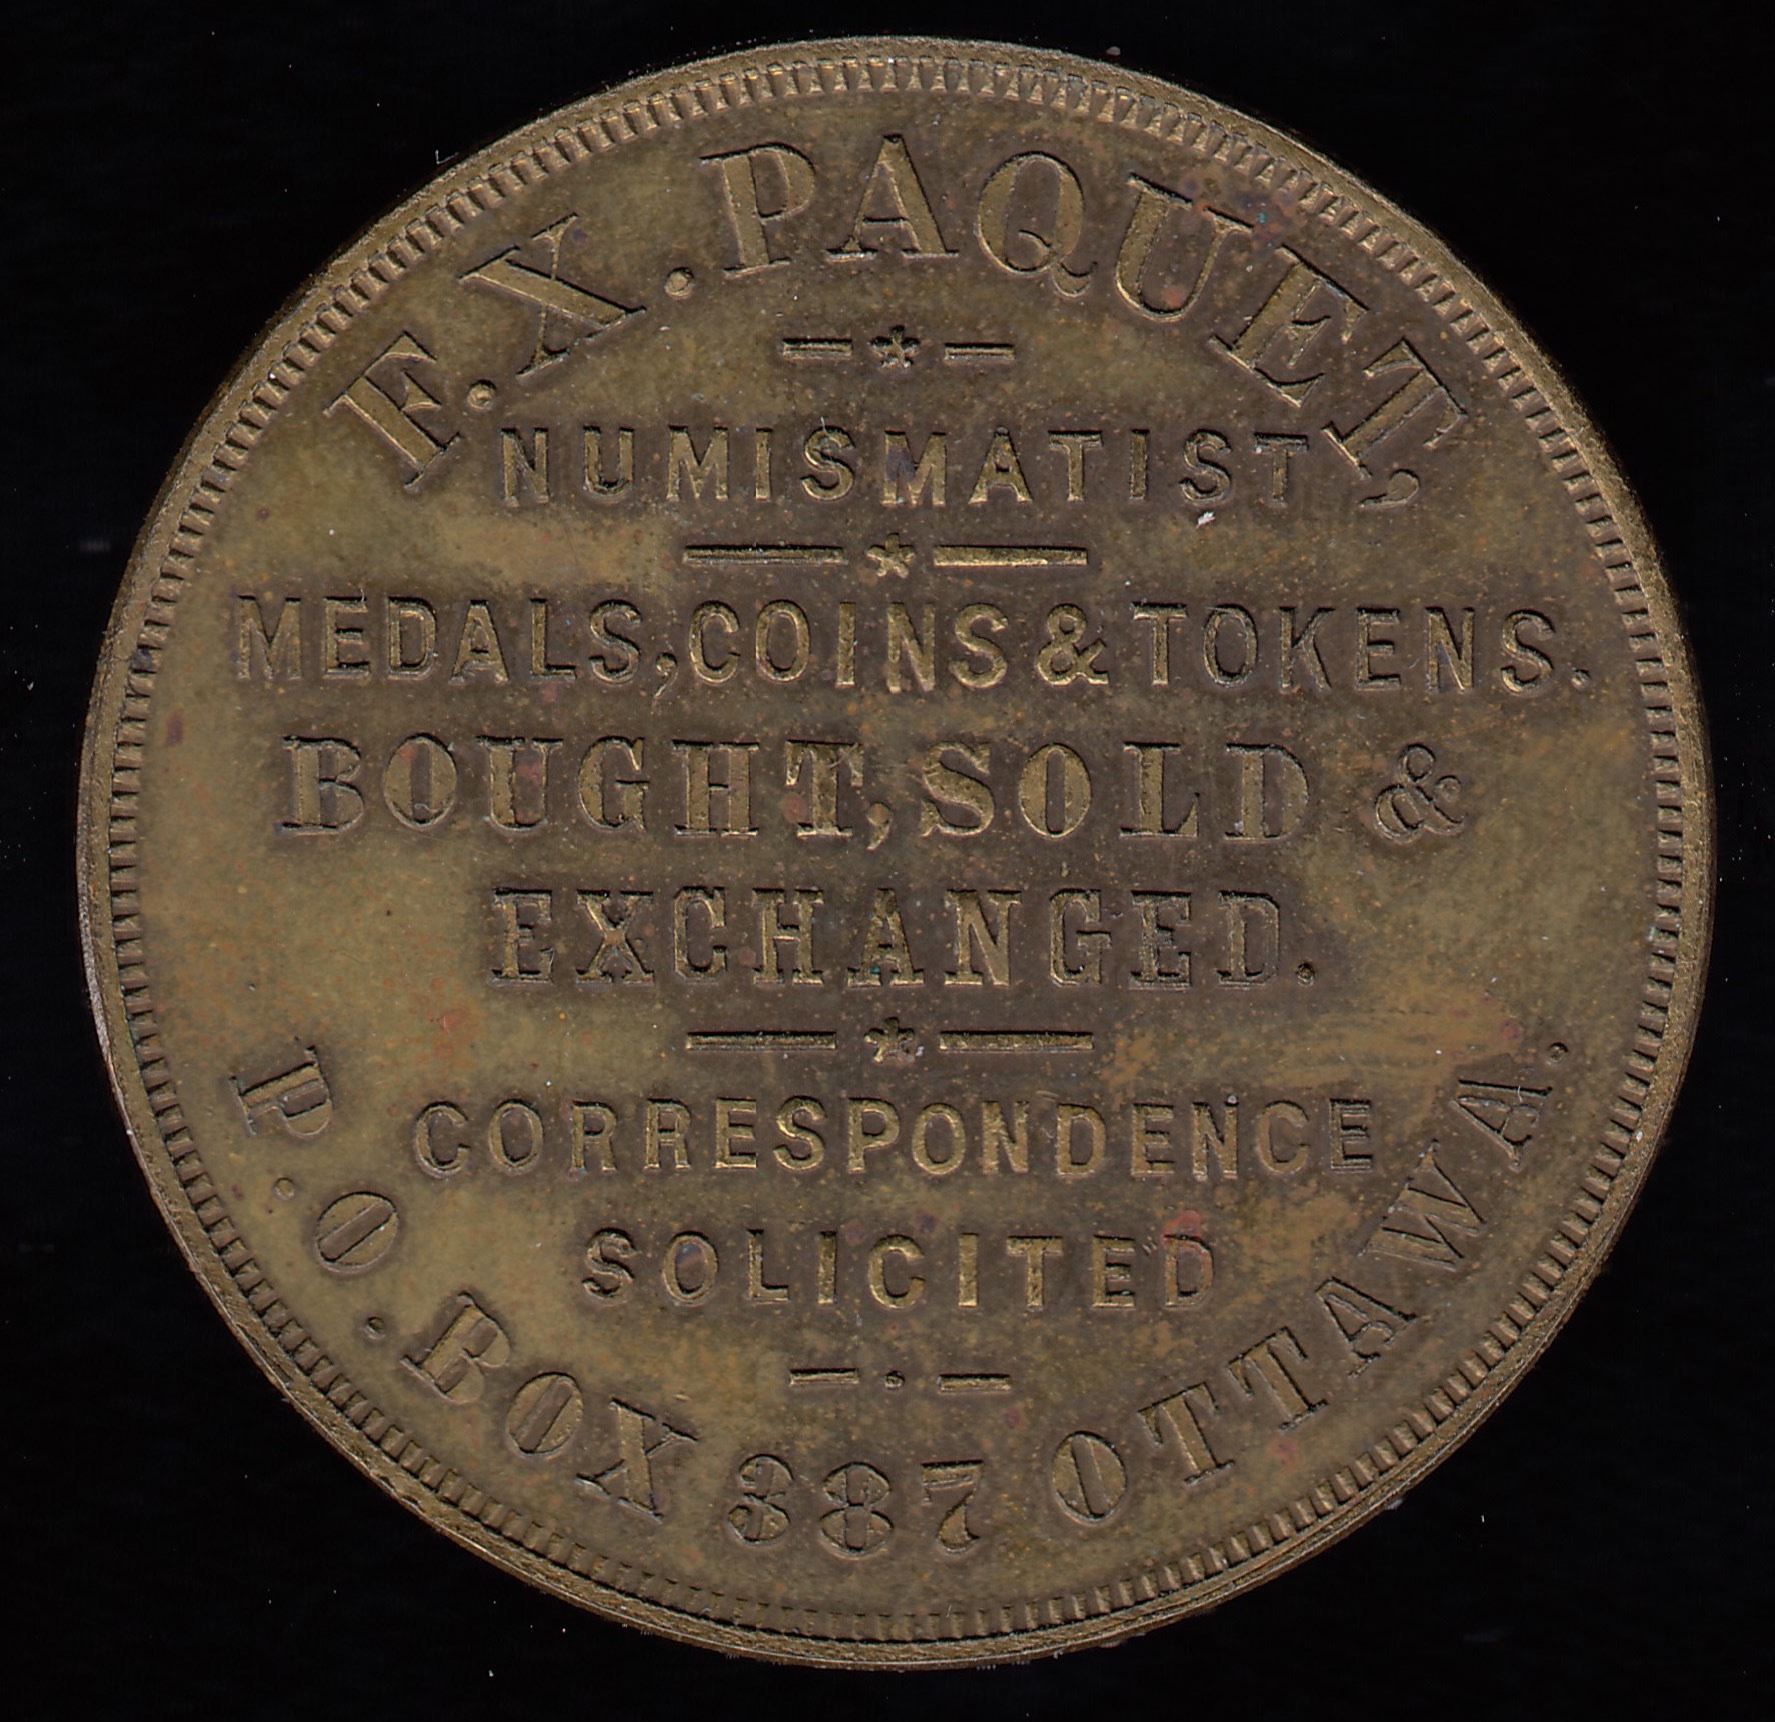 F.X.PAQUET,
NUMISMATIST
MEDALS,COINS & TOKENS.
BOUGHT,SOLD &
EXCHANGED.
CORRESPONDENCE
SOLICITED
P.O.BOX 387 OTTAWA.